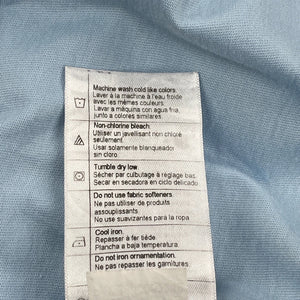 Machine wash cold like colors.
Laver à la machine à l'eau froide
avec les mêmes couleurs.
Lavar a máquina con agua fria,
junto a colores similares.
Non-chlorine bleach.
Utiliser un javellisant non chloré
seulement.
Usar solamente blanqueador
sin cloro.
Tumble dry low.
Sécher par culbutage à réglage bas.
Secar en secadora en ciclo delicado
Do not use fabric softeners.
Ne pas utiliser de produits
assouplissants
No use suavizantes para la ropa
Cool iron.
Repasser à fer tiède.
Plancha a baja temperatura.
Do not iron ornamentation.
Ne pas repasser les garnitures.